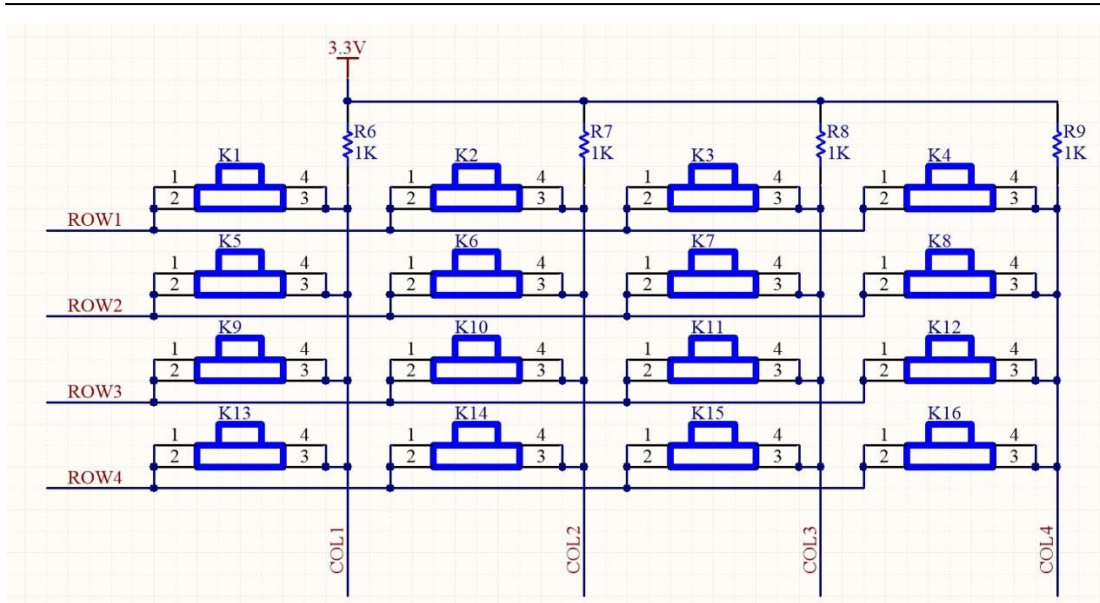 3.3V
R6 R7 R8 R9
1K 1K 1K 1K
K1 K2 K3 K4
1 4 1 4 1 4 1 4
2 3 2 3 2 3 2 3
ROW1
K5 K6 K7 K8
1 4 1 4 1 4 1 4
2 3 2 3 2 3 2 3
ROW2
K9 K10 K11 K12
1 4 1 4 1 4 1 4
2 3 2 3 2 3 2 3
ROW3
K13 K14 K15 K16
1 4 1 4 1 4 1 4
2 3 2 3 2 3 2 3
ROW4
COL1 COL2 COL3 COL4